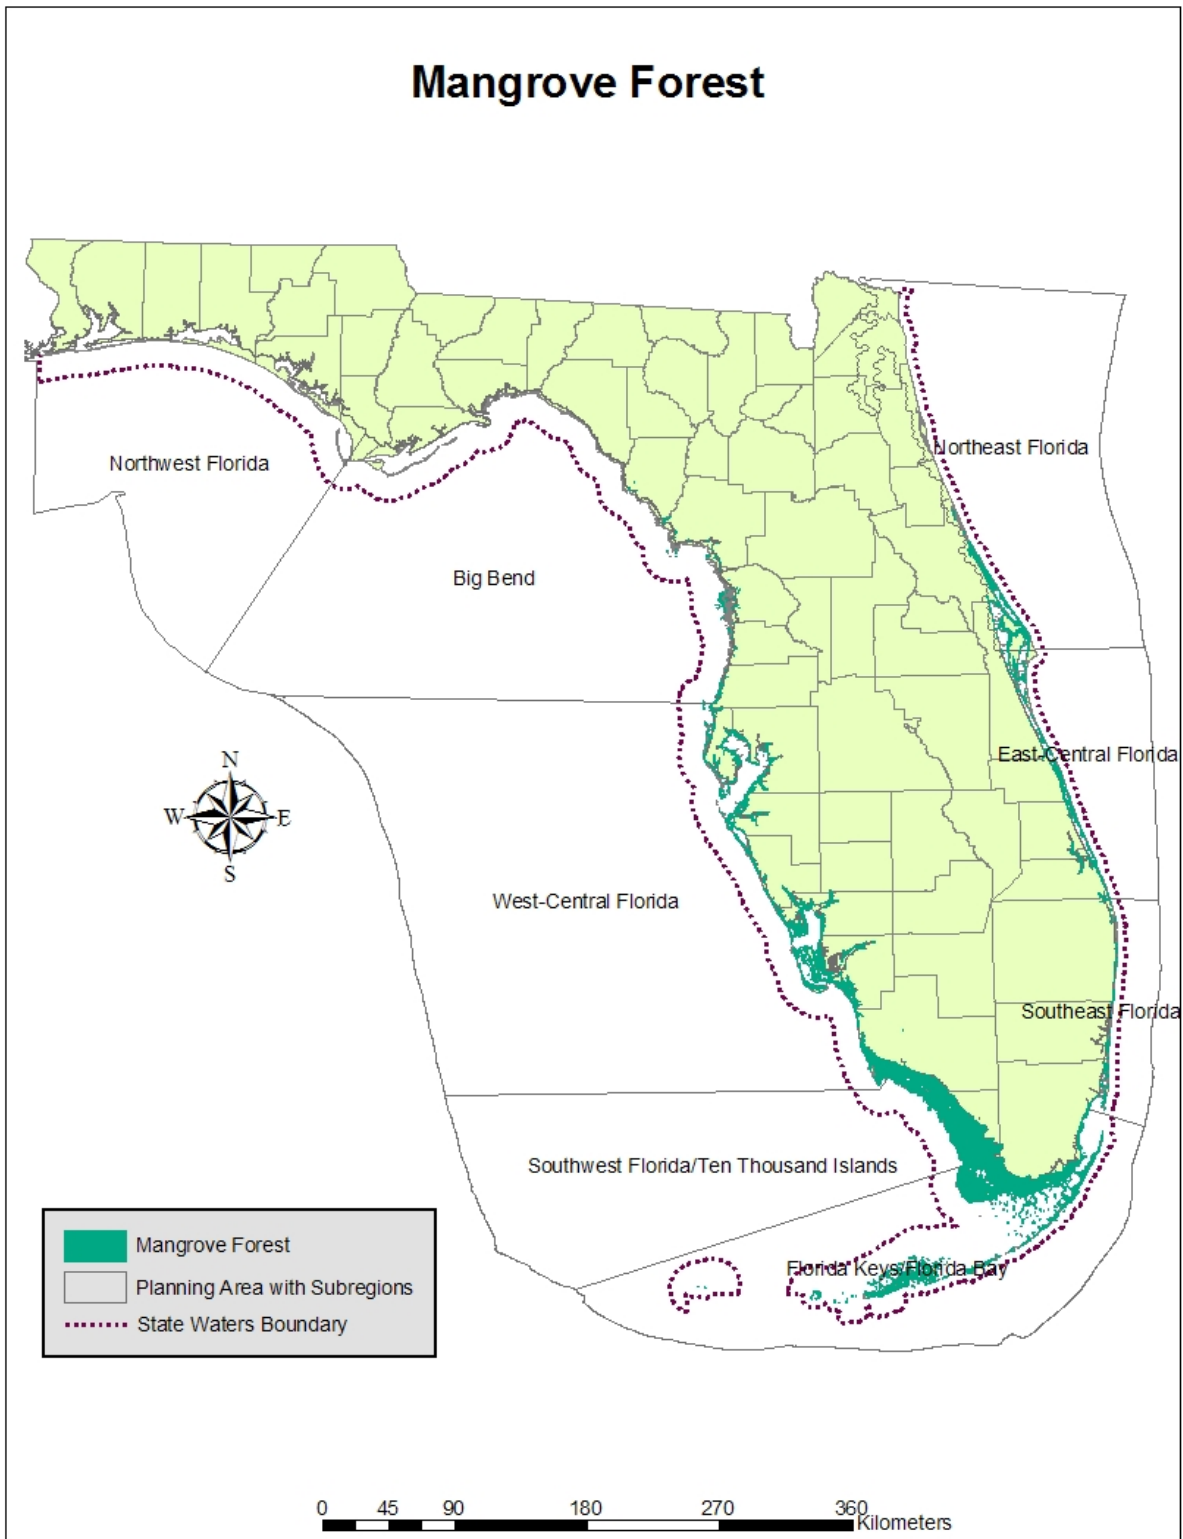 Mangrove Forest
Northwest Florida
Northeast Florida
Big Bend
N
W E
S
East-Central Florida
West-Central Florida
Southeast Florida
Southwest Florida/Ten Thousand Islands
Florida Keys/Florida Bay
Mangrove Forest
Planning Area with Subregions
State Waters Boundary
0 45 90 180 270 360
Kilometers